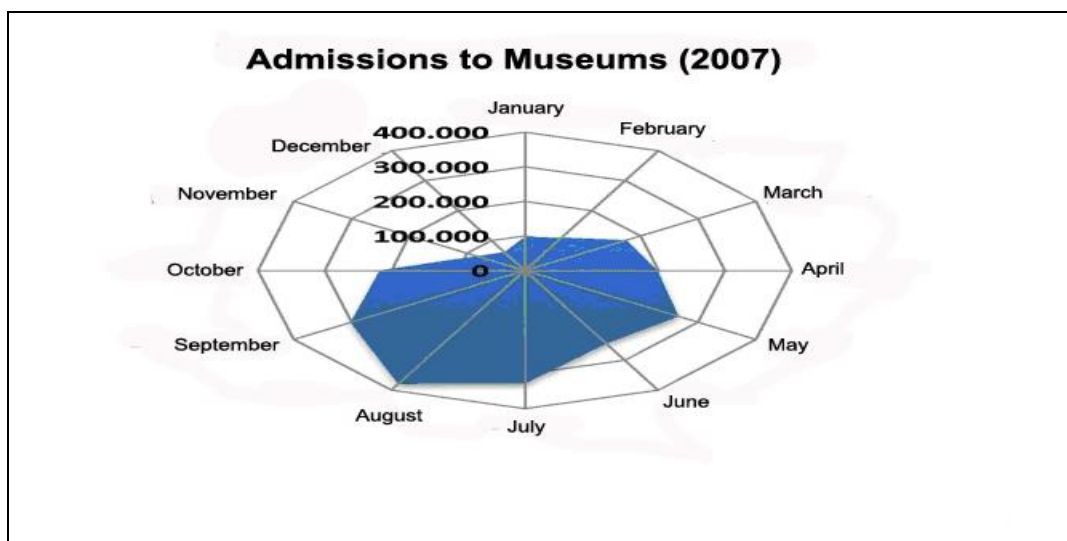 Admissions to Museums (2007)
January
400.000
February
December
300.000
November
March
200.000
100.000
October
0
April
September
May
August
June
July